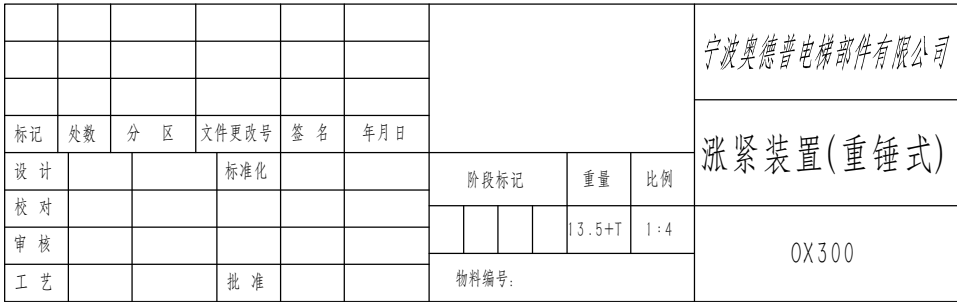 宁波奥德普电梯部件有限公司
标记 处数 分 区 文件更改号 签 名 年月日
涨紧装置(重锤式)
设 计 标准化
阶段标记 重量 比例
校 对
13.5+T 1:4
审 核
OX300
工 艺 批 准
物料编号: